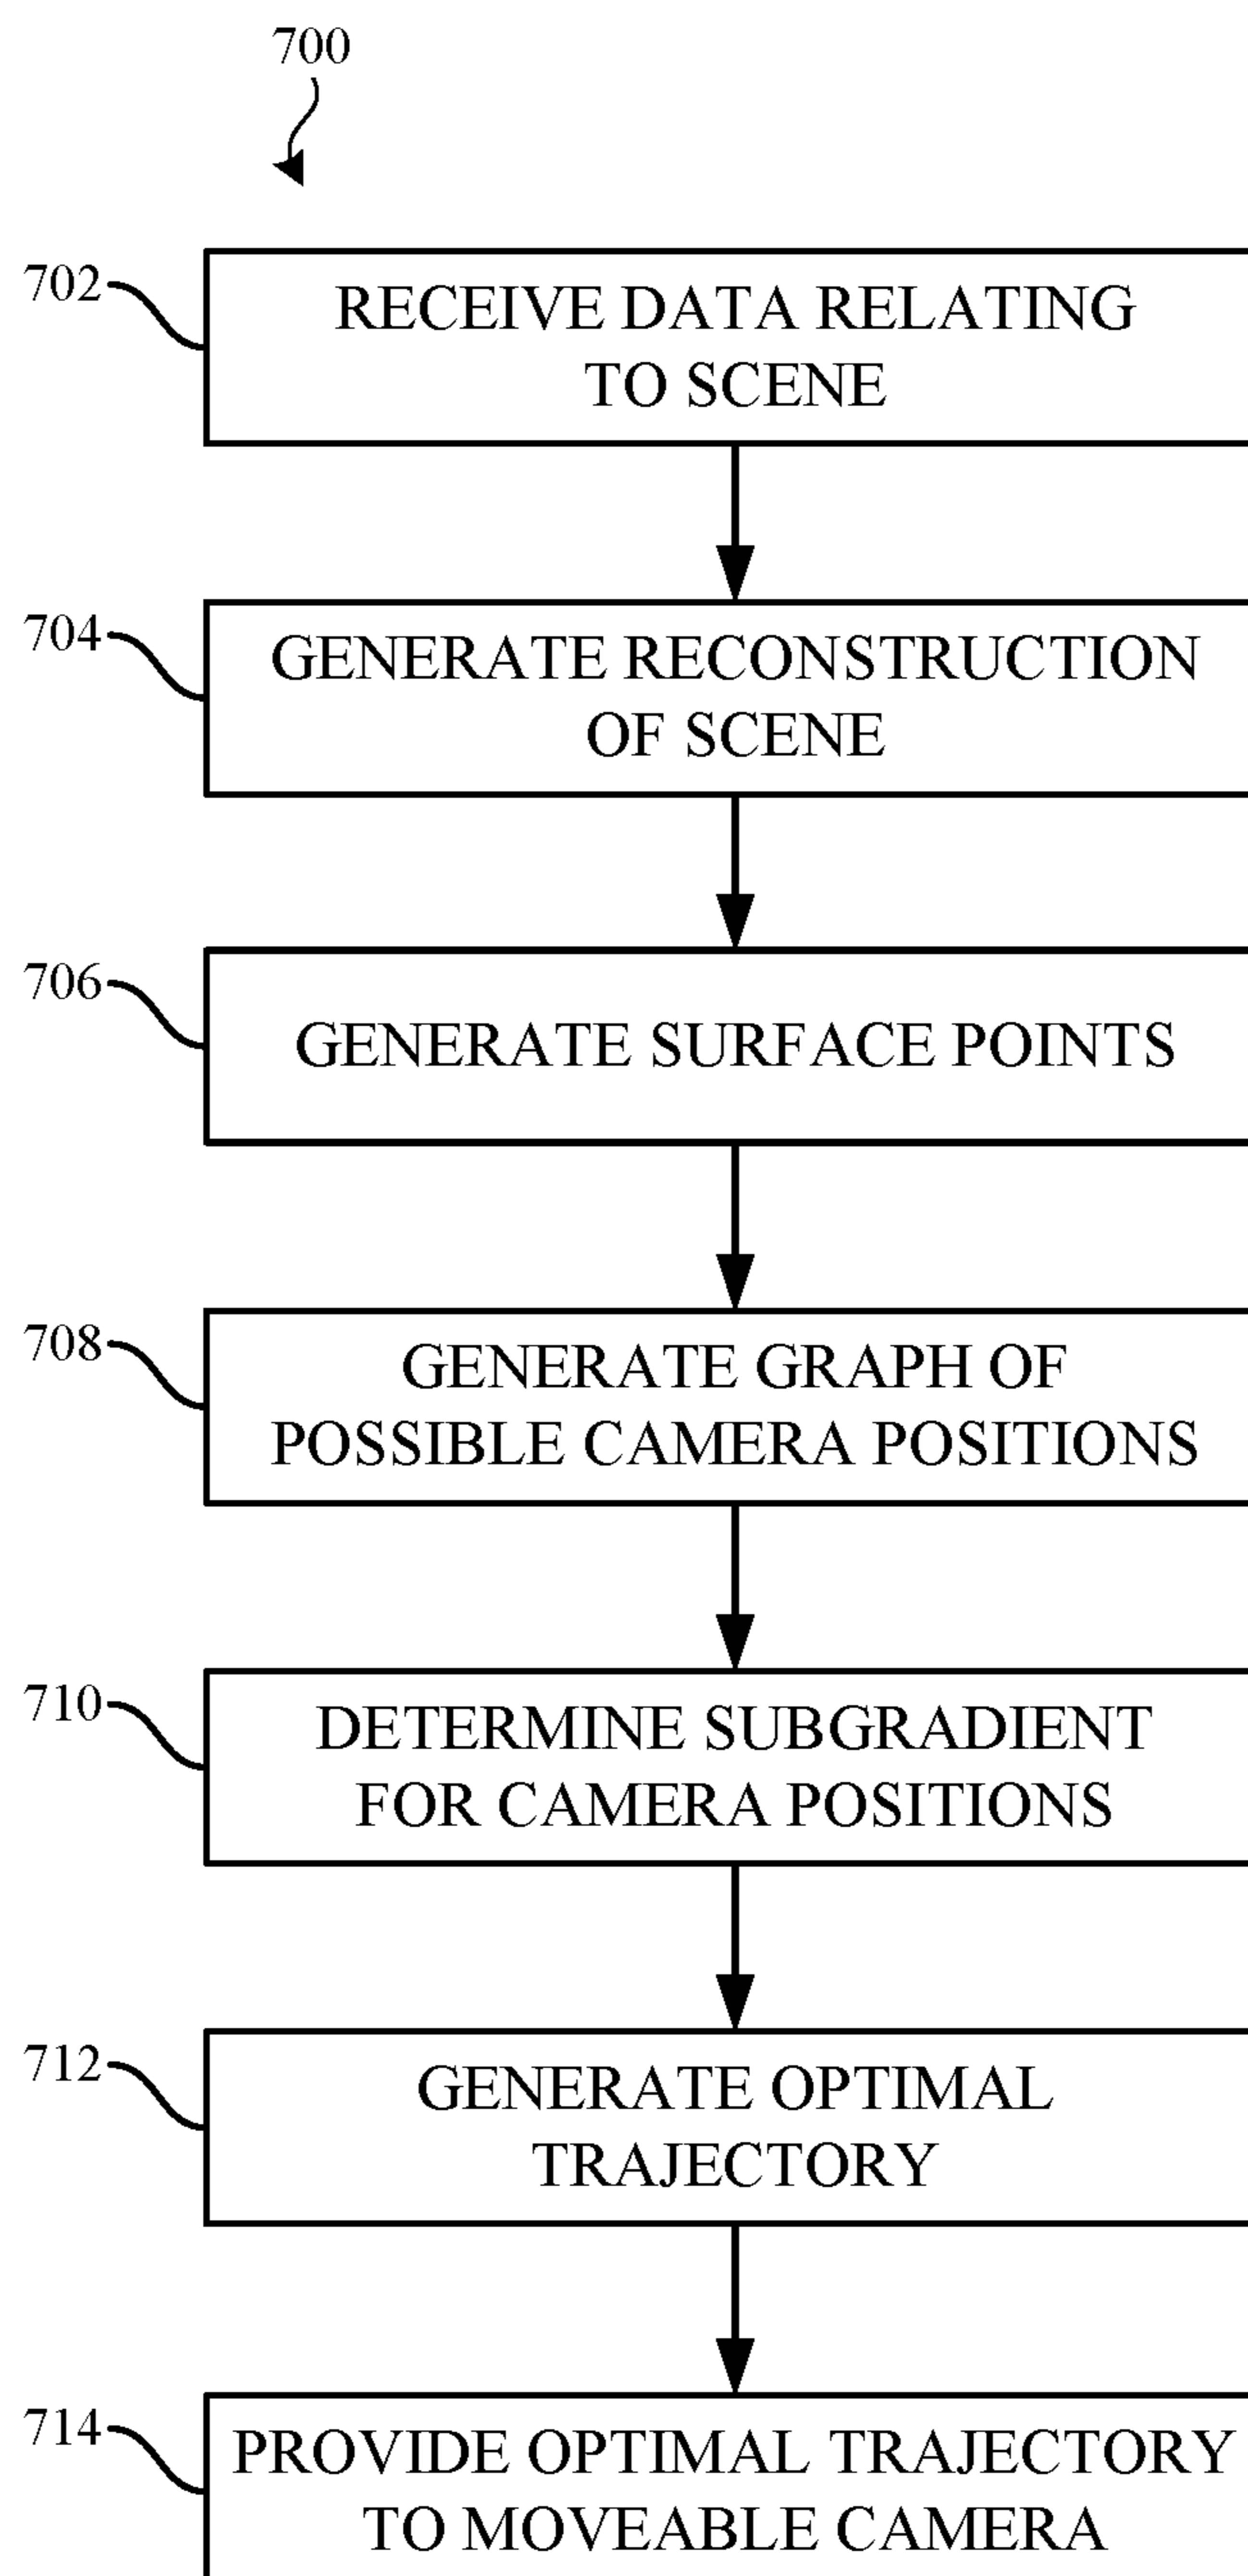 700
702
RECEIVE DATA RELATING
TO SCENE
704
GENERATE RECONSTRUCTION
OF SCENE
706
GENERATE SURFACE POINTS
708
GENERATE GRAPH OF
POSSIBLE CAMERA POSITIONS
710
DETERMINE SUBGRADIENT
FOR CAMERA POSITIONS
712
GENERATE OPTIMAL
TRAJECTORY
714
PROVIDE OPTIMAL TRAJECTORY
TO MOVEABLE CAMERA